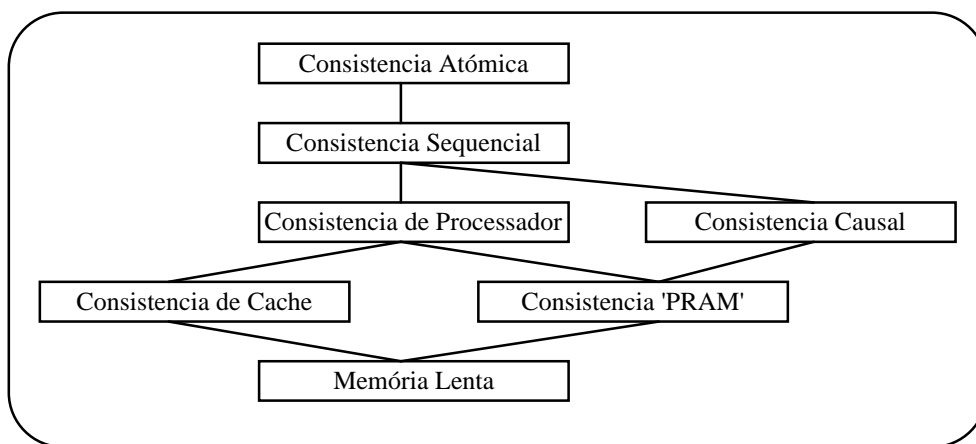 Consistencia Atómica
Consistencia Sequencial
Consistencia de Processador
Consistencia Causal
Consistencia de Cache
Consistencia 'PRAM'
Memória Lenta